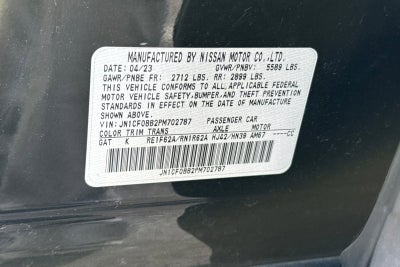 MANUFACTURED BY NISSAN MOTOR CO.,LTD.
DATE 04/23 GVWR/PNBV: 5589 LBS.
GAWR/PNBE FR: 2712 LBS. RR: 2899 LBS.
THIS VEHICLE CONFORMS TO ALL APPLICABLE FEDERAL
MOTOR VEHICLE SAFETY,BUMPER,AND THEFT PREVENTION
STANDARDS IN EFFECT ON THE DATE OF MANUFACTURE
SHOWN ABOVE.
VIN: JN1CF0BB2PM702787 PASSENGER CAR
COLOR TRIM TRANS AXLE MOTOR
GAT K RE1F62A/RN1R62A HJ42/HN38 AM67 ----CC
JN1CF0BB2PM702787